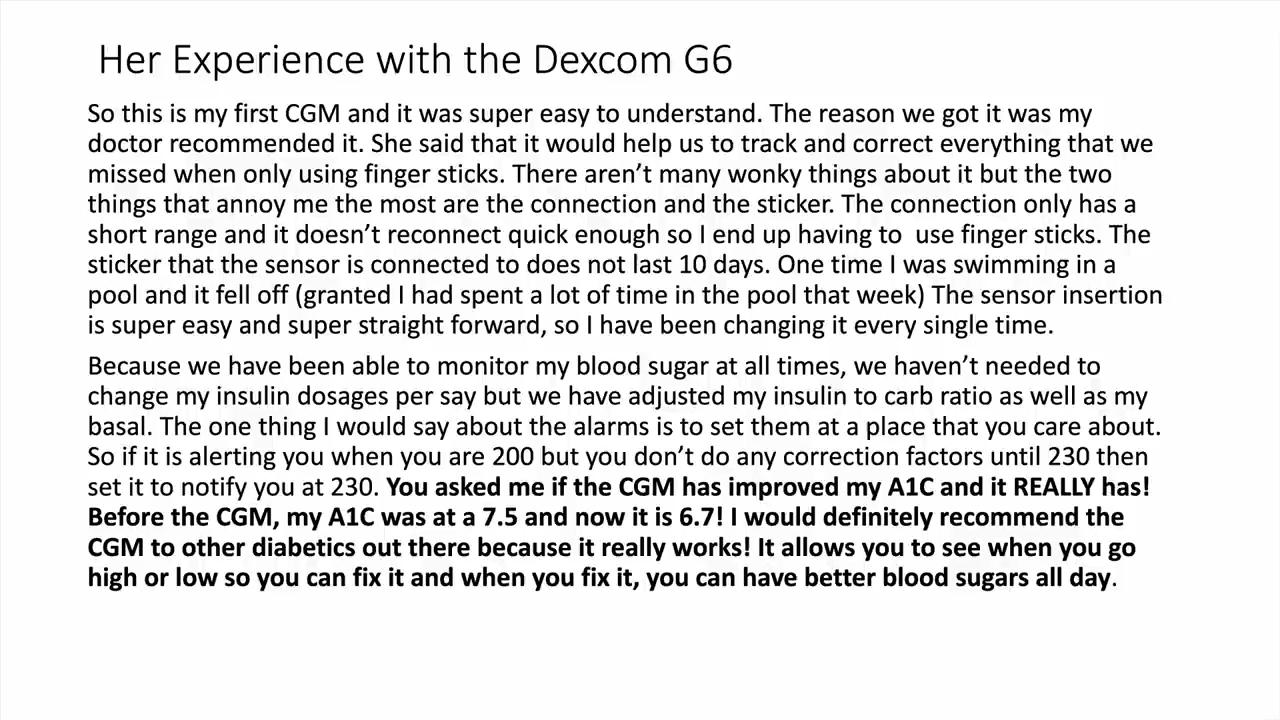 Her Experience with the Dexcom G6
So this is my first CGM and it was super easy to understand. The reason we got it was my
doctor recommended it. She said that it would help us to track and correct everything that we
missed when only using finger sticks. There aren’t many wonky things about it but the two
things that annoy me the most are the connection and the sticker. The connection only has a
short range and it doesn’t reconnect quick enough so I end up having to  use finger sticks. The
sticker that the sensor is connected to does not last 10 days. One time I was swimming in a
pool and it fell off (granted I had spent a lot of time in the pool that week) The sensor insertion
is super easy and super straight forward, so I have been changing it every single time.
Because we have been able to monitor my blood sugar at all times, we haven’t needed to
change my insulin dosages per say but we have adjusted my insulin to carb ratio as well as my
basal. The one thing I would say about the alarms is to set them at a place that you care about.
So if it is alerting you when you are 200 but you don’t do any correction factors until 230 then
set it to notify you at 230. You asked me if the CGM has improved my A1C and it REALLY has!
Before the CGM, my A1C was at a 7.5 and now it is 6.7! I would definitely recommend the
CGM to other diabetics out there because it really works! It allows you to see when you go
high or low so you can fix it and when you fix it, you can have better blood sugars all day.